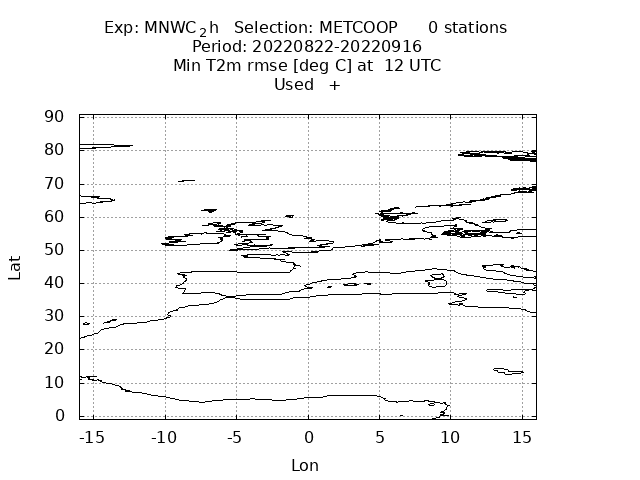 Exp: MNWC₂h Selection: METCOOP 0 stations
Period: 20220822-20220916
Min T2m rmse [deg C] at 12 UTC
Used +
90
80
70
60
50
40
30
20
10
0
Lat
-15 -10 -5 0 5 10 15
Lon